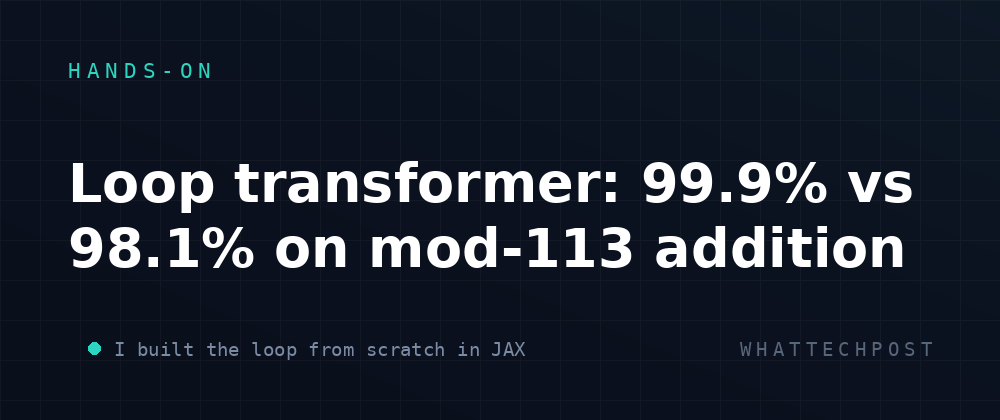 HANDS-ON
Loop transformer: 99.9% vs
98.1% on mod-113 addition
I built the loop from scratch in JAX
WHATTECHPOST